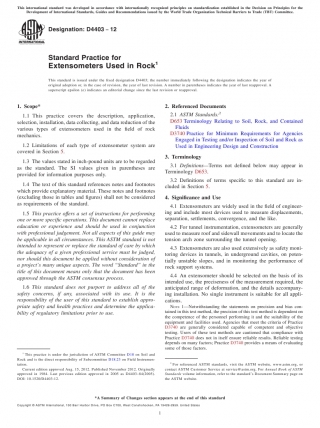 This international standard was developed in accordance with internationally recognized principles on standardization established in the Decision on Principles for the
Development of International Standards, Guides and Recommendations issued by the World Trade Organization Technical Barriers to Trade (TBT) Committee.
Designation: D4403 – 12
INTERNATIONAL
Standard Practice for
Extensometers Used in Rock¹
This standard is issued under the fixed designation D4403; the number immediately following the designation indicates the year of
original adoption or, in the case of revision, the year of last revision. A number in parentheses indicates the year of last reapproval. A
superscript epsilon (ε) indicates an editorial change since the last revision or reapproval.
1. Scope*
1.1 This practice covers the description, application,
selection, installation, data collecting, and data reduction of the
various types of extensometers used in the field of rock
mechanics.
1.2 Limitations of each type of extensometer system are
covered in Section 5.
1.3 The values stated in inch-pound units are to be regarded
as the standard. The SI values given in parentheses are
provided for information purposes only.
1.4 The text of this standard references notes and footnotes
which provide explanatory material. These notes and footnotes
(excluding those in tables and figures) shall not be considered
as requirements of the standard.
1.5 This practice offers a set of instructions for performing
one or more specific operations. This document cannot replace
education or experience and should be used in conjunction
with professional judgment. Not all aspects of this guide may
be applicable in all circumstances. This ASTM standard is not
intended to represent or replace the standard of care by which
the adequacy of a given professional service must be judged,
nor should this document be applied without consideration of
a project's many unique aspects. The word "Standard" in the
title of this document means only that the document has been
approved through the ASTM consensus process.
1.6 This standard does not purport to address all of the
safety concerns, if any, associated with its use. It is the
responsibility of the user of this standard to establish appro-
priate safety and health practices and determine the applica-
bility of regulatory limitations prior to use.
¹ This practice is under the jurisdiction of ASTM Committee D18 on Soil and
Rock and is the direct responsibility of Subcommittee D18.23 on Field Instrumen-
tation.
Current edition approved Aug. 15, 2012. Published November 2012. Originally
approved in 1984. Last previous edition approved in 2005 as D4403–84(2005).
DOI: 10.1520/D4403-12.
2. Referenced Documents
2.1 ASTM Standards:²
D653 Terminology Relating to Soil, Rock, and Contained
Fluids
D3740 Practice for Minimum Requirements for Agencies
Engaged in Testing and/or Inspection of Soil and Rock as
Used in Engineering Design and Construction
3. Terminology
3.1 Definitions—Terms not defined below may appear in
Terminology D653.
3.2 Definitions of terms specific to this standard are in-
cluded in Section 5.
4. Significance and Use
4.1 Extensometers are widely used in the field of engineer-
ing and include most devices used to measure displacements,
separation, settlements, convergence, and the like.
4.2 For tunnel instrumentation, extensometers are generally
used to measure roof and sidewall movements and to locate the
tension arch zone surrounding the tunnel opening.
4.3 Extensometers are also used extensively as safety moni-
toring devices in tunnels, in underground cavities, on poten-
tially unstable slopes, and in monitoring the performance of
rock support systems.
4.4 An extensometer should be selected on the basis of its
intended use, the preciseness of the measurement required, the
anticipated range of deformation, and the details accompany-
ing installation. No single instrument is suitable for all appli-
cations.
NOTE 1—Notwithstanding the statements on precision and bias con-
tained in this test method, the precision of this test method is dependent on
the competence of the personnel performing it and the suitability of the
equipment and facilities used. Agencies that meet the criteria of Practice
D3740 are generally considered capable of competent and objective
testing. Users of these test methods are cautioned that compliance with
Practice D3740 does not in itself ensure reliable results. Reliable testing
depends on many factors; Practice D3740 provides a means of evaluating
some of those factors.
² For referenced ASTM standards, visit the ASTM website, www.astm.org, or
contact ASTM Customer Service at service@astm.org. For Annual Book of ASTM
Standards volume information, refer to the standard's Document Summary page on
the ASTM website.
*A Summary of Changes section appears at the end of this standard
Copyright © ASTM International, 100 Barr Harbor Drive, PO Box C700, West Conshohocken, PA 19428-2959. United States
1